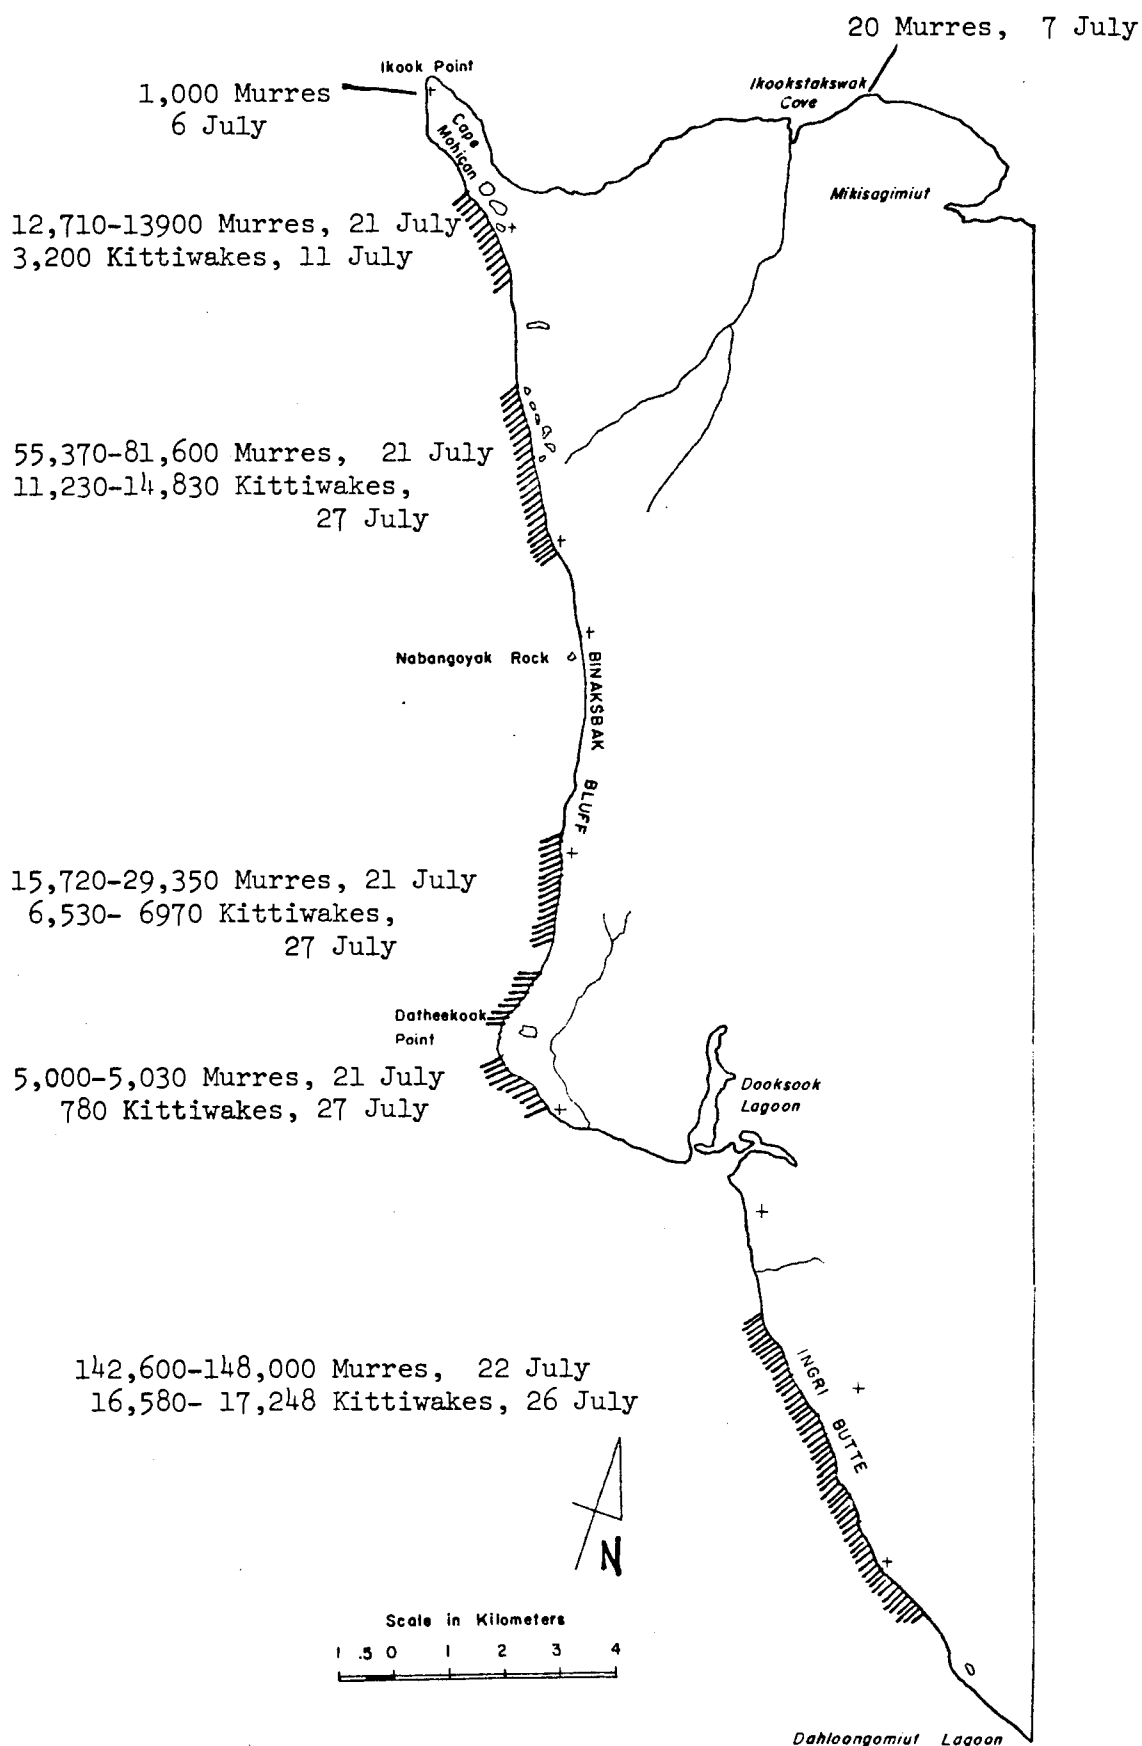 20 Murres, 7 July
Ikook Point
1,000 Murres
6 July
Ikookstakswak
Cove
Cape
Mohican
Mikisagimiut
12,710-13900 Murres, 21 July
3,200 Kittiwakes, 11 July
55,370-81,600 Murres, 21 July
11,230-14,830 Kittiwakes,
27 July
Nabangoyak Rock
BINAKSBAK
BLUFF
15,720-29,350 Murres, 21 July
6,530- 6970 Kittiwakes,
27 July
Datheekook
Point
5,000-5,030 Murres, 21 July
780 Kittiwakes, 27 July
Dooksook
Lagoon
142,600-148,000 Murres, 22 July
16,580- 17,248 Kittiwakes, 26 July
INGRI
BUTTE
N
Scale in Kilometers
1 .5 0 1 2 3 4
Dahloongamiut Lagoon